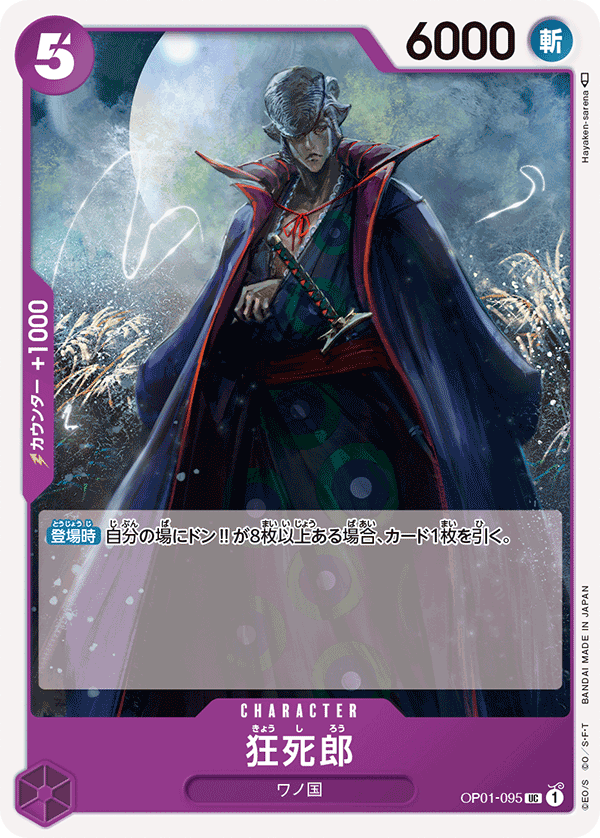 5
6000 斬
Hayaken-sarena
カウンター +1000
登場時 自分の場にドン!!が8枚以上ある場合、カード1枚を引く。
CHARACTER
狂死郎
ワノ国
OP01-095 UC 1
©E.O/S ©O/S・F・T BANDAI MADE IN JAPAN